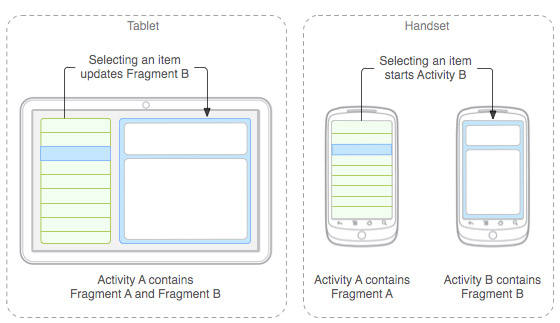 Tablet
Selecting an item
updates Fragment B
Activity A contains
Fragment A and Fragment B
Handset
Selecting an item
starts Activity B
Activity A contains
Fragment A
Activity B contains
Fragment B